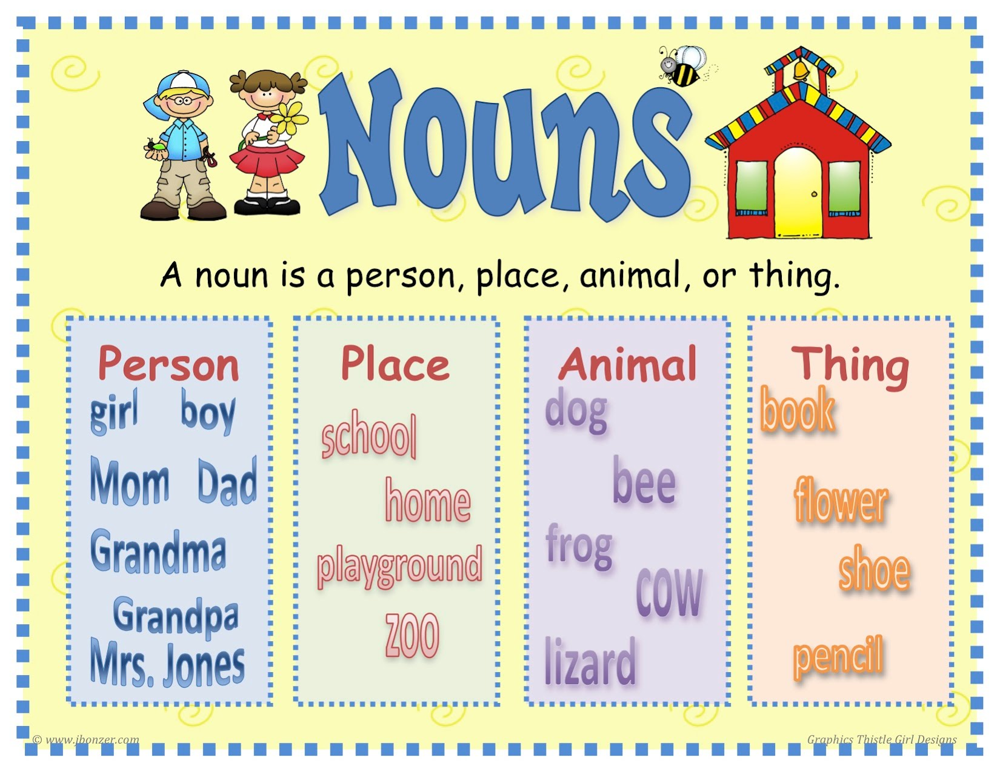 Nouns
A noun is a person, place, animal, or thing.
Person
girl boy
Mom Dad
Grandma
Grandpa
Mrs. Jones
Place
school
home
playground
zoo
Animal
dog
bee
frog
cow
lizard
Thing
book
flower
shoe
pencil
© www.jbonzer.com
Graphics Thistle Girl Designs